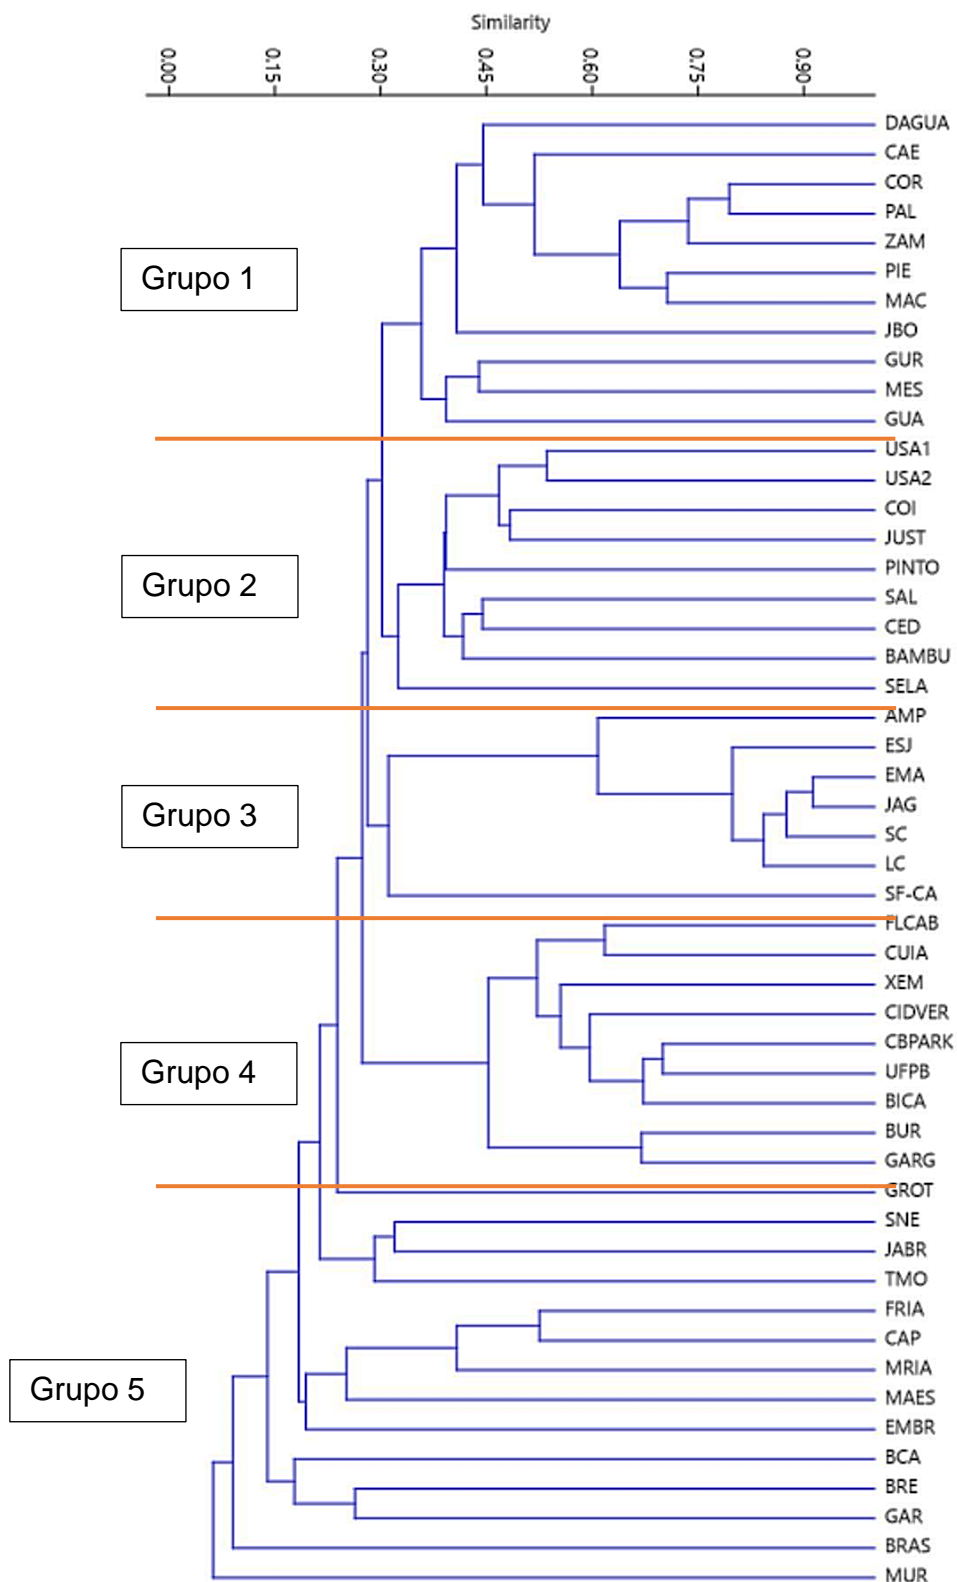 Similarity
0.00 0.15 0.30 0.45 0.60 0.75 0.90
DAGUA
CAE
COR
PAL
ZAM
PIE
Grupo 1
MAC
JBO
GUR
MES
GUA
USA1
USA2
COI
JUST
PINTO
Grupo 2
SAL
CED
BAMBU
SELA
AMP
ESJ
EMA
JAG
Grupo 3
SC
LC
SF-CA
FLCAB
CUIA
XEM
CIDVER
CBPARK
UFPB
Grupo 4
BICA
BUR
GARG
GROT
SNE
JABR
TMO
FRIA
CAP
MRIA
Grupo 5
MAES
EMBR
BCA
BRE
GAR
BRAS
MUR